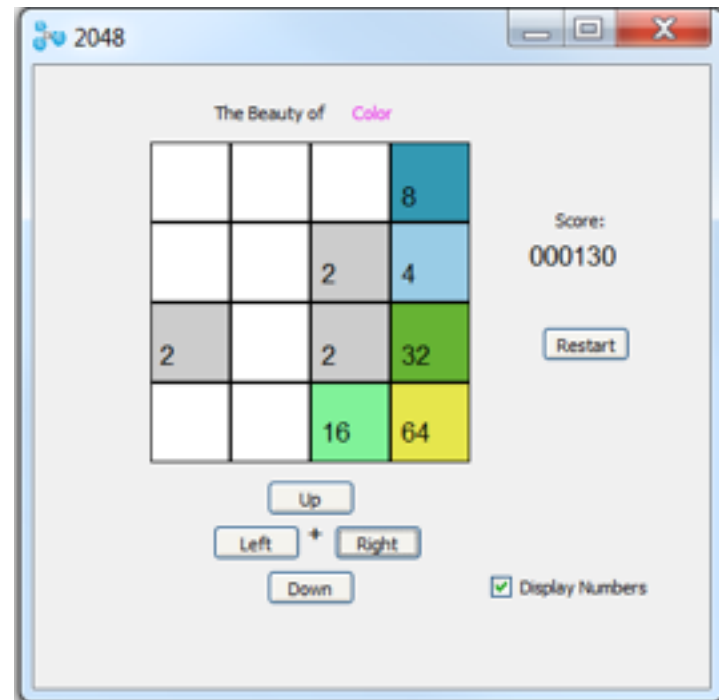 2048
The Beauty of Color
8
2 4
Score:
000130
2 2 32
Restart
16 64
Up
Left + Right
Down
Display Numbers